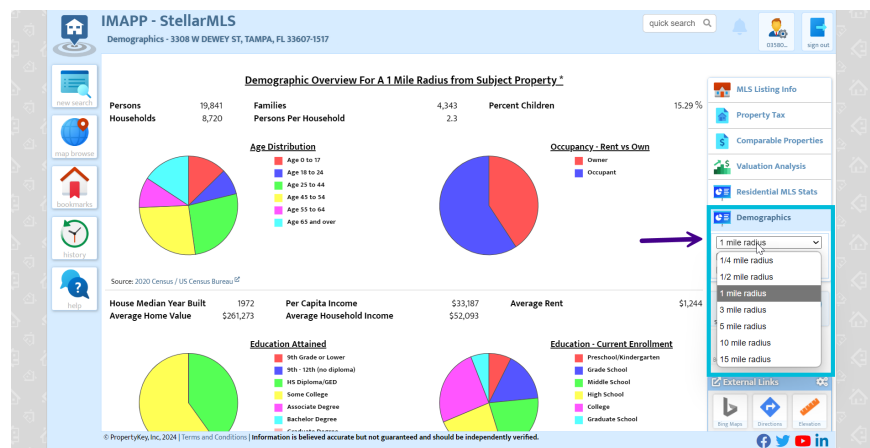 IMAPP - StellarMLS
Demographics - 3308 W DEWEY ST, TAMPA, FL 33607-1517
quick search
03580...
sign out
new search
map browse
bookmarks
history
help
Demographic Overview For A 1 Mile Radius from Subject Property *
Persons 19,841 Families 4,343 Percent Children 15.29 %
Households 8,720 Persons Per Household 2.3
Age Distribution
Age 0 to 17
Age 18 to 24
Age 25 to 44
Age 45 to 54
Age 55 to 64
Age 65 and over
Occupancy - Rent vs Own
Owner
Occupant
Source: 2020 Census / US Census Bureau
House Median Year Built 1972 Per Capita Income $33,187 Average Rent $1,244
Average Home Value $261,273 Average Household Income $52,093
Education Attained
9th Grade or Lower
9th - 12th (no diploma)
HS Diploma/GED
Some College
Associate Degree
Bachelor Degree
Graduate Degree
Education - Current Enrollment
Preschool/Kindergarten
Grade School
Middle School
High School
College
Graduate School
MLS Listing Info
Property Tax
Comparable Properties
Valuation Analysis
Residential MLS Stats
Demographics
1 mile radius
1/4 mile radius
1/2 mile radius
1 mile radius
3 mile radius
5 mile radius
10 mile radius
15 mile radius
External Links
Bing Maps
Directions
Elevation
© PropertyKey, Inc, 2024 | Terms and Conditions | Information is believed accurate but not guaranteed and should be independently verified.